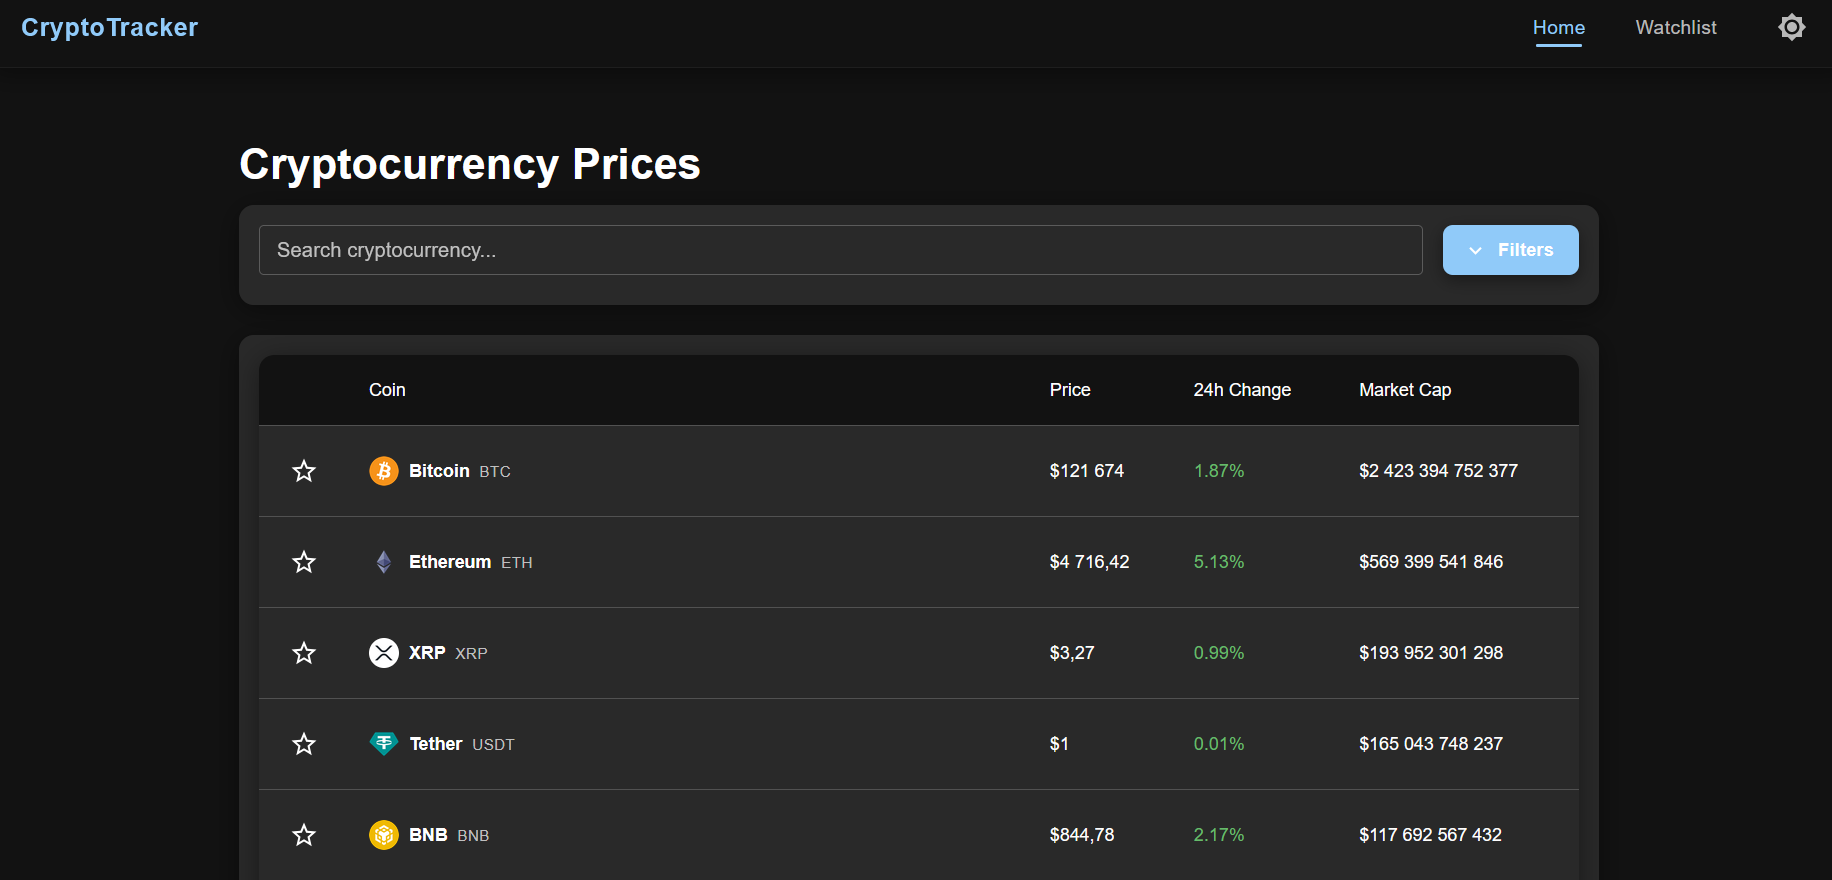 CryptoTracker Home Watchlist
Cryptocurrency Prices
Search cryptocurrency... Filters
Coin Price 24h Change Market Cap
Bitcoin BTC $121 674 1.87% $2 423 394 752 377
Ethereum ETH $4 716,42 5.13% $569 399 541 846
XRP XRP $3,27 0.99% $193 952 301 298
Tether USDT $1 0.01% $165 043 748 237
BNB BNB $844,78 2.17% $117 692 567 432